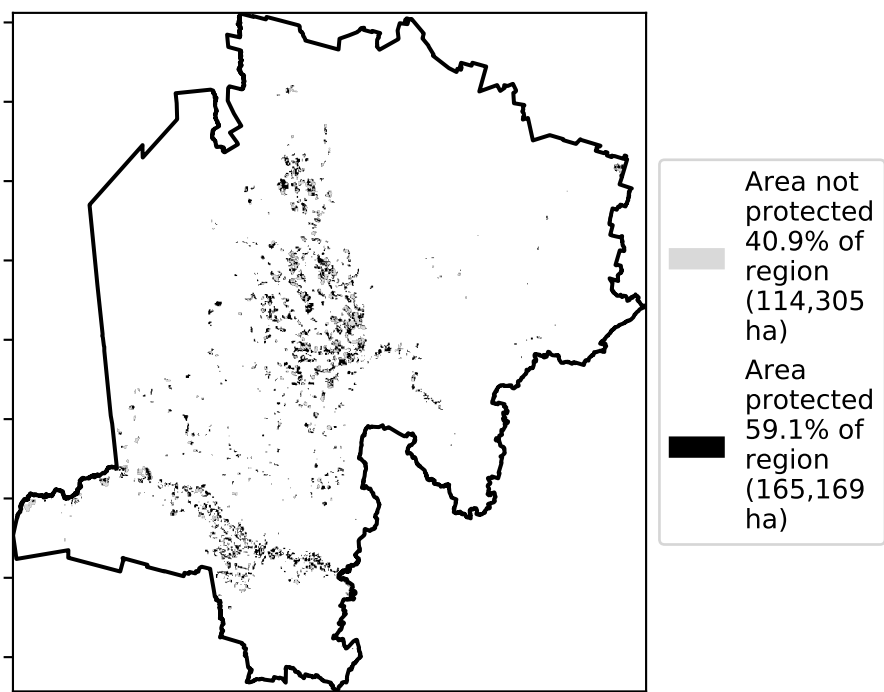 Area not
protected
40.9% of
region
(114,305
ha)
Area
protected
59.1% of
region
(165,169
ha)